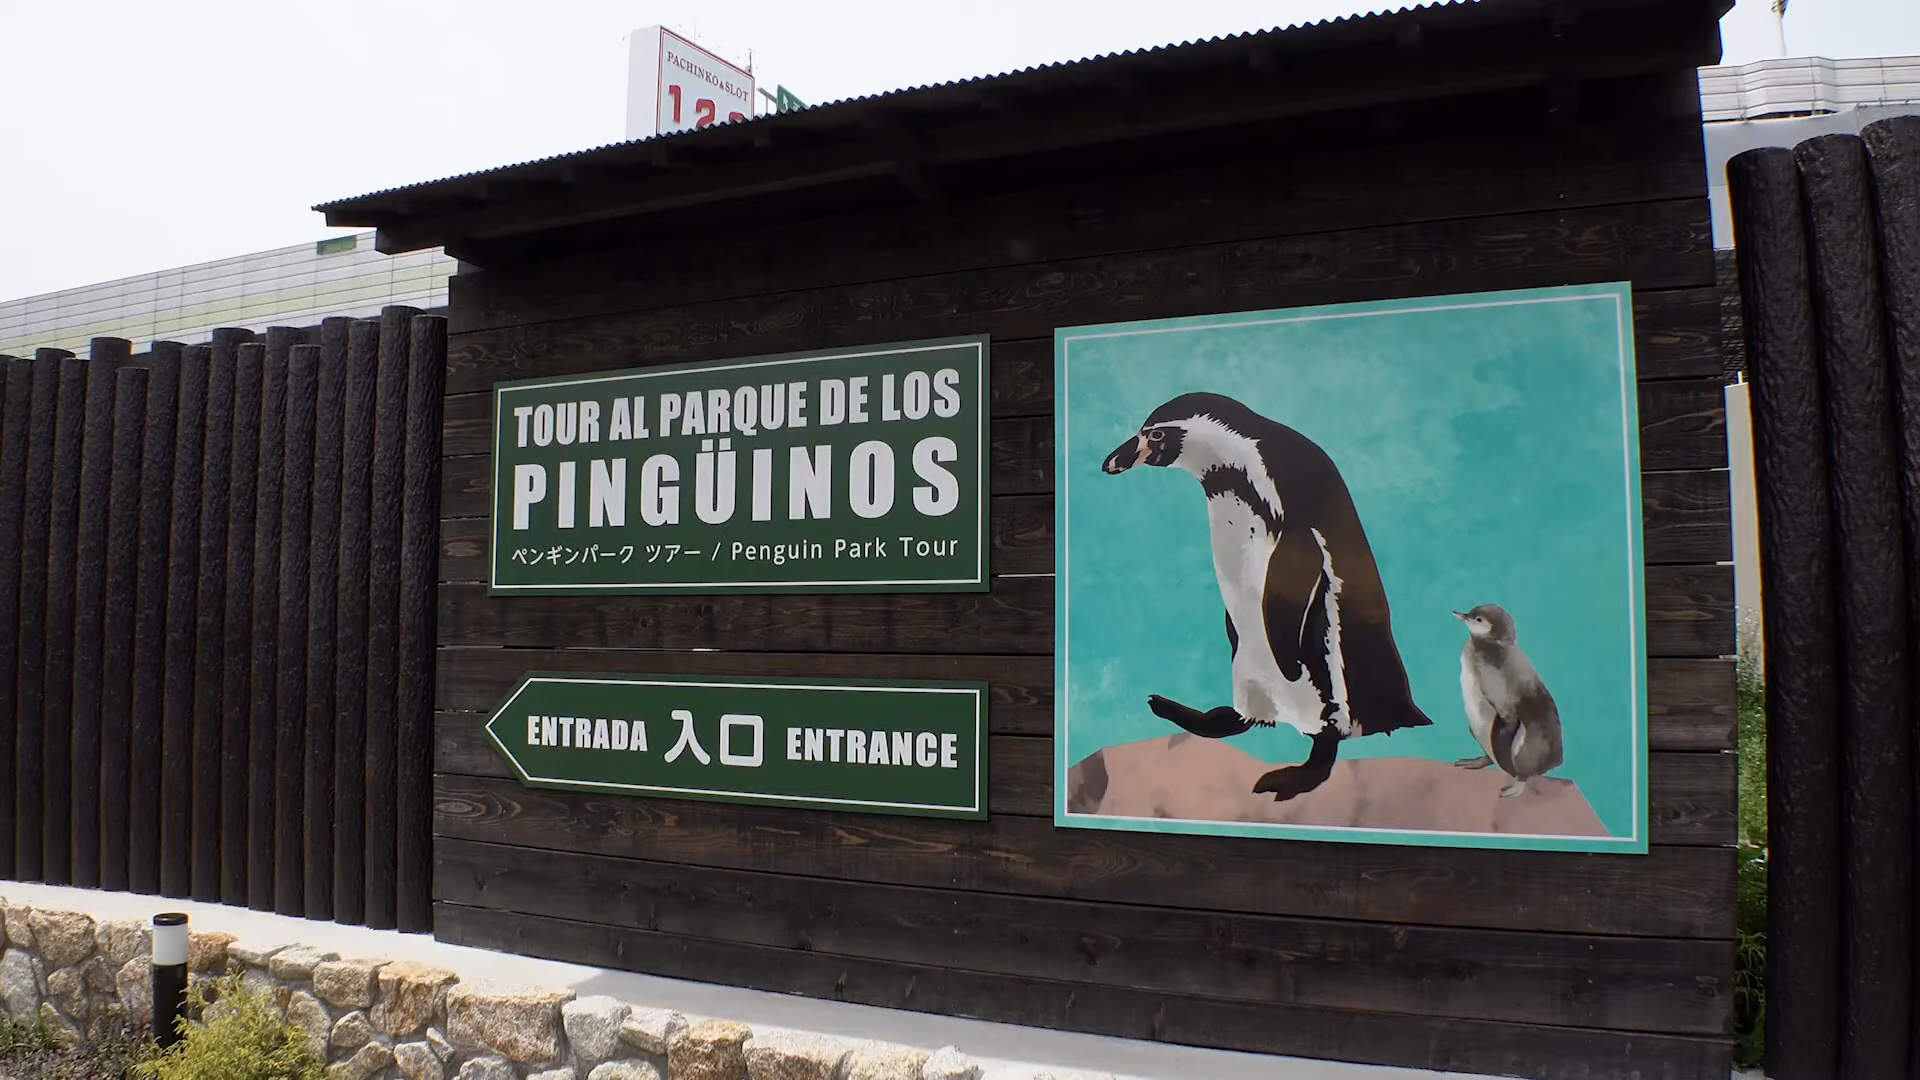 PACHINKO&SLOT
TOUR AL PARQUE DE LOS
PINGÜINOS
ペンギンパーク ツアー / Penguin Park Tour
ENTRADA 入口 ENTRANCE